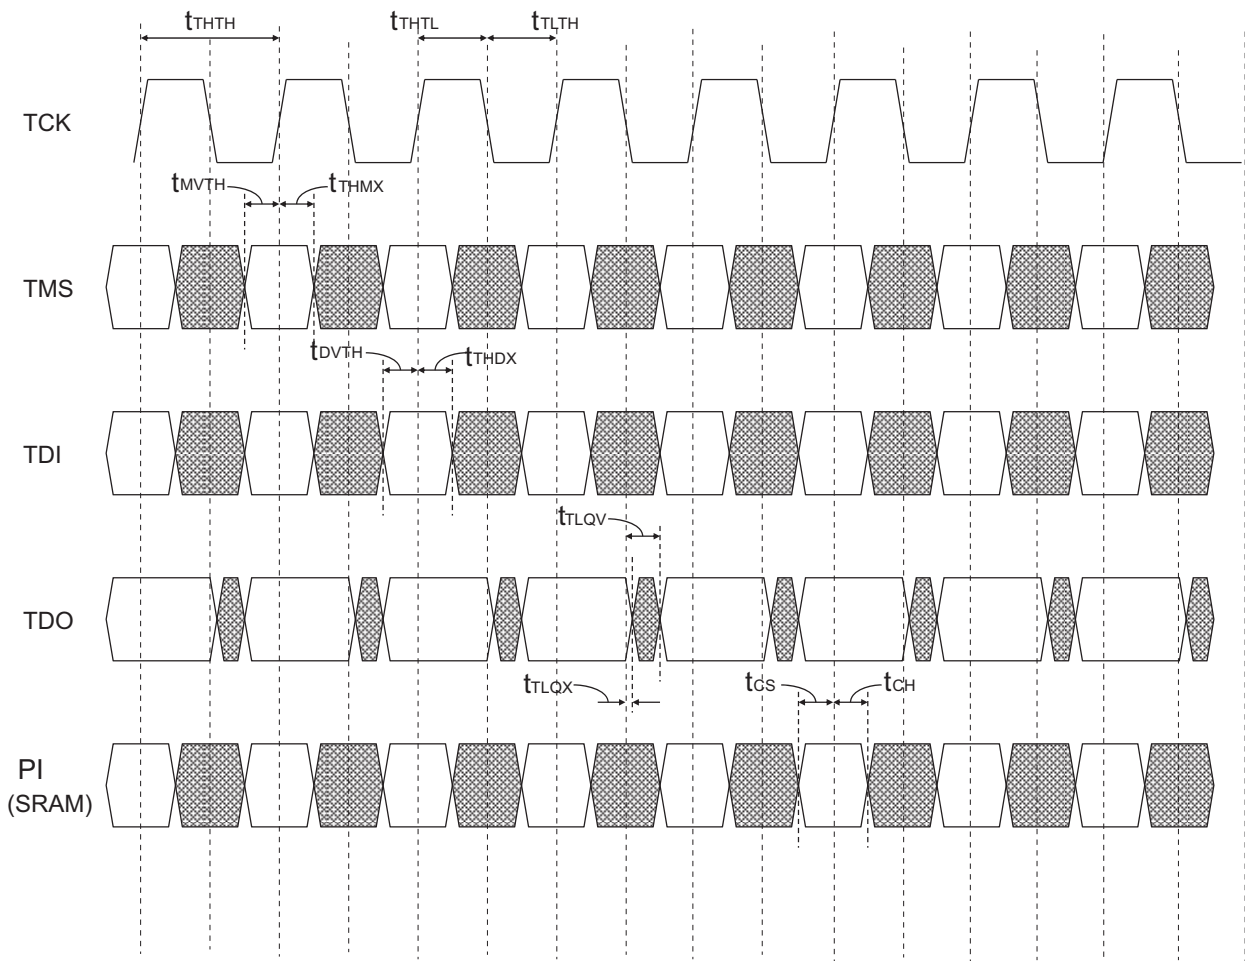 tTHTH
tTHTL
tTLTH
TCK
tMVTH
tTHMX
TMS
tDVTH
tTHDX
TDI
tTLQV
TDO
tTLQX
tCS
tCH
PI
(SRAM)